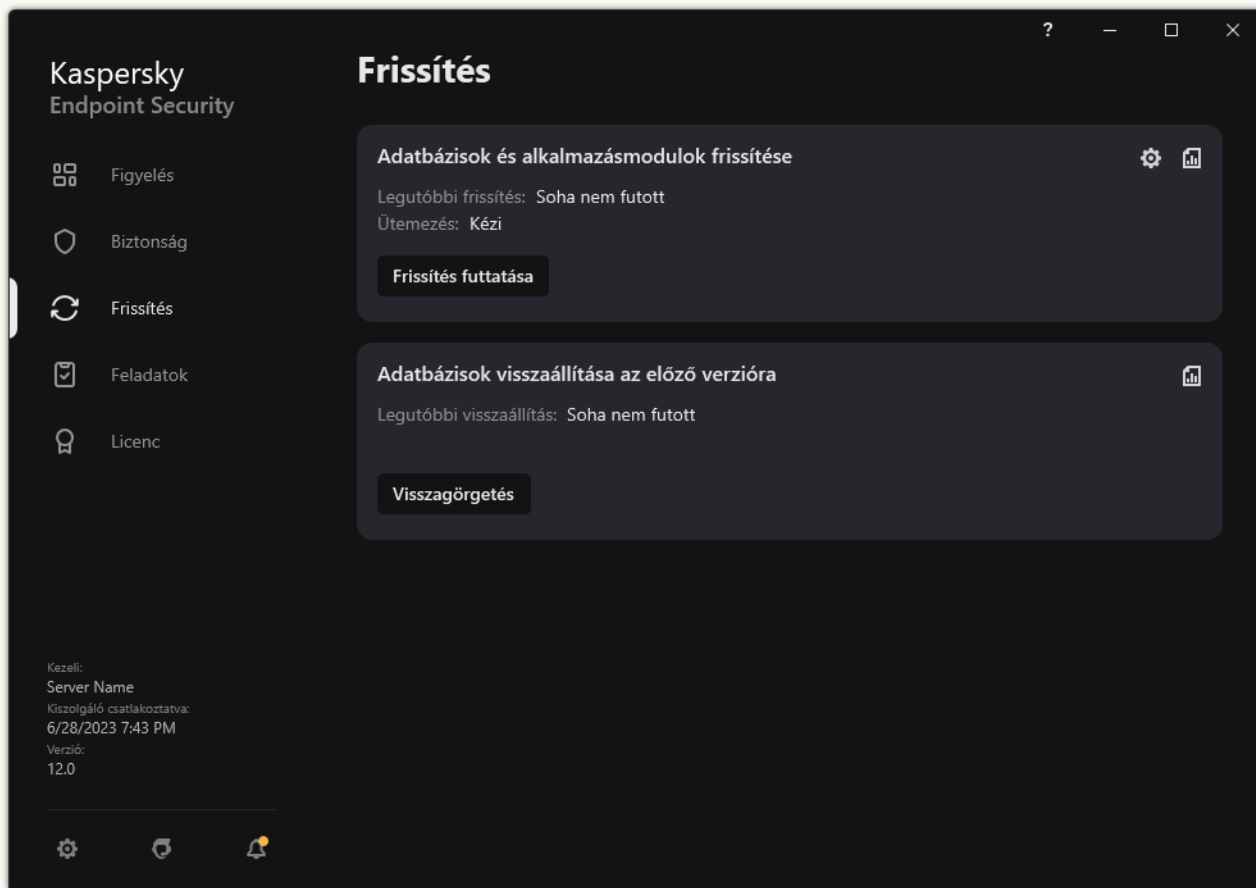 ?
Kaspersky
Endpoint Security
Figyelés
Biztonság
Frissítés
Feladatok
Licenc
Kezeli:
Server Name
Kiszolgáló csatlakoztatva:
6/28/2023 7:43 PM
Verzió:
12.0
Frissítés
Adatbázisok és alkalmazásmodulok frissítése
Legutóbbi frissítés: Soha nem futott
Ütemezés: Kézi
Frissítés futtatása
Adatbázisok visszaállítása az előző verzióra
Legutóbbi visszaállítás: Soha nem futott
Visszagörgetés